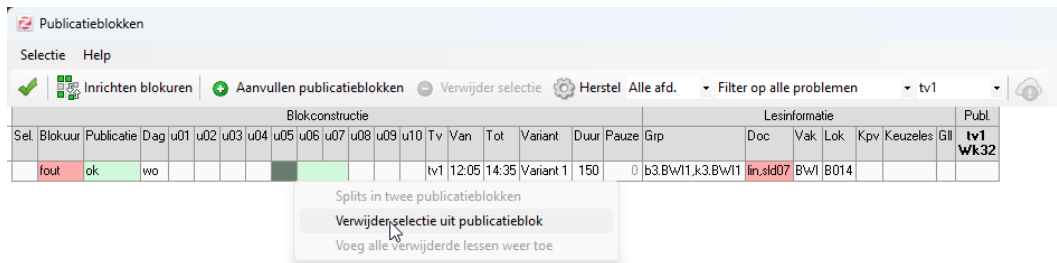 Publicatieblokken
Selectie Help
Inrichten blokuren Aanvullen publicatieblokken Verwijder selectie Herstel Alle afd. Filter op alle problemen tv1
Blokconstructie Lesinformatie Publ.
Sel. Blokuur Publicatie Dag u01 u02 u03 u04 u05 u06 u07 u08 u09 u10 Tv Van Tot Variant Duur Pauze Grp Doc Vak Lok Kpv Keuzeles Gll tv1
Wk32
fout ok wo tv1 12:05 14:35 Variant 1 150 0 b3.BWI1,k3.BWI1 lin,sld07 BWI B014
Splits in twee publicatieblokken
Verwijder selectie uit publicatieblok
Voeg alle verwijderde lessen weer toe